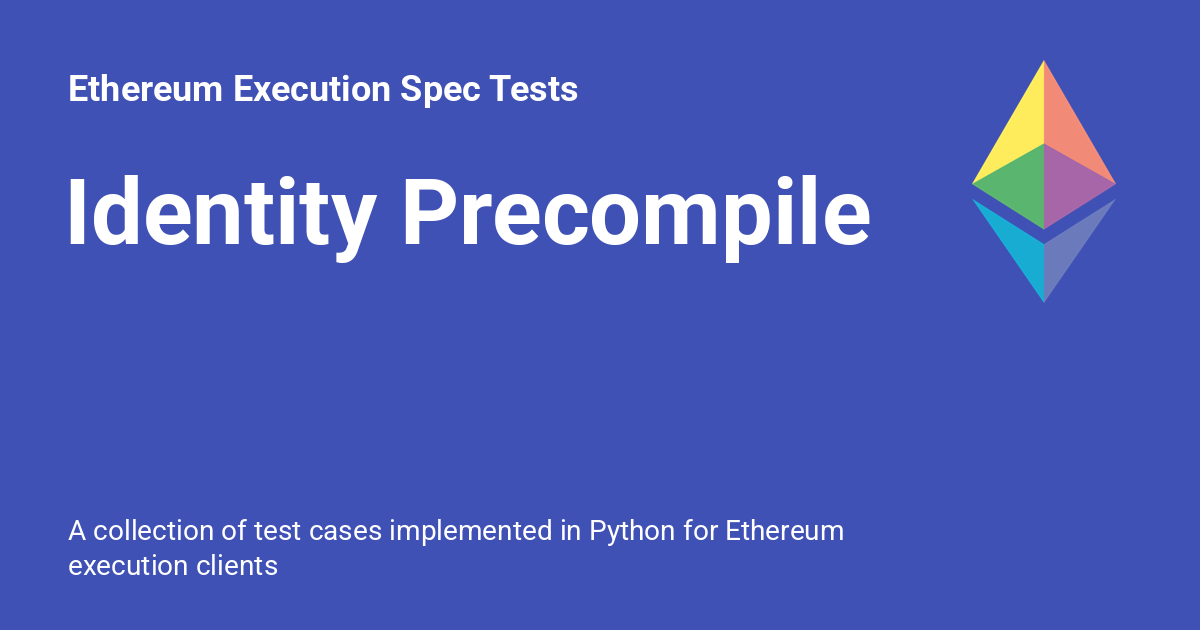 Ethereum Execution Spec Tests
Identity Precompile
A collection of test cases implemented in Python for Ethereum
execution clients